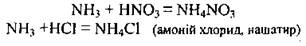 NH₃ + HNO₃ = NH₄NO₃
NH₃ +HCl = NH₄Cl (амоній хлорид, нашатир)